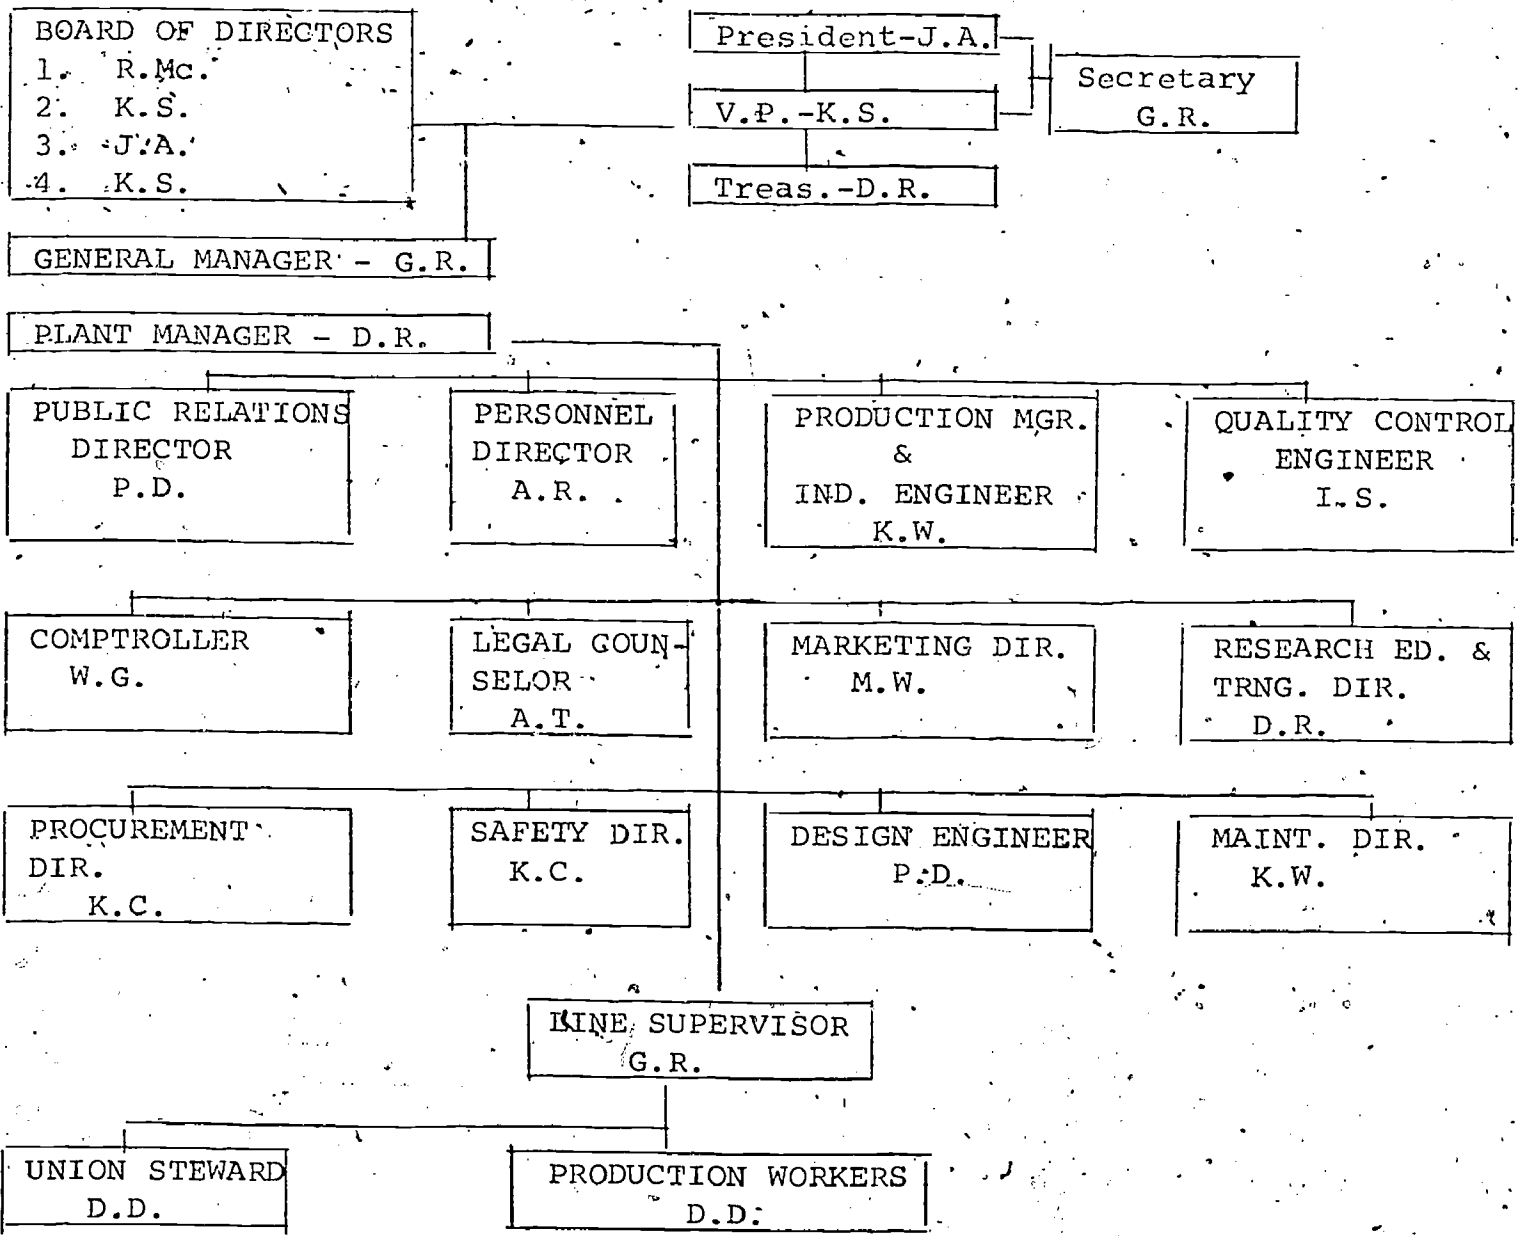 BOARD OF DIRECTORS
1. R.Mc.
2. K.S.
3. J.A.
4. K.S.
President-J.A.
V.P.-K.S.
Treas.-D.R.
Secretary
G.R.
GENERAL MANAGER - G.R.
PLANT MANAGER - D.R.
PUBLIC RELATIONS
DIRECTOR
P.D.
PERSONNEL
DIRECTOR
A.R.
PRODUCTION MGR.
&
IND. ENGINEER
K.W.
QUALITY CONTROL
ENGINEER
I.S.
COMPTROLLER
W.G.
LEGAL COUN-
SELOR
A.T.
MARKETING DIR.
M.W.
RESEARCH ED. &
TRNG. DIR.
D.R.
PROCUREMENT
DIR.
K.C.
SAFETY DIR.
K.C.
DESIGN ENGINEER
P.D.
MAINT. DIR.
K.W.
LINE SUPERVISOR
G.R.
UNION STEWARD
D.D.
PRODUCTION WORKERS
D.D.